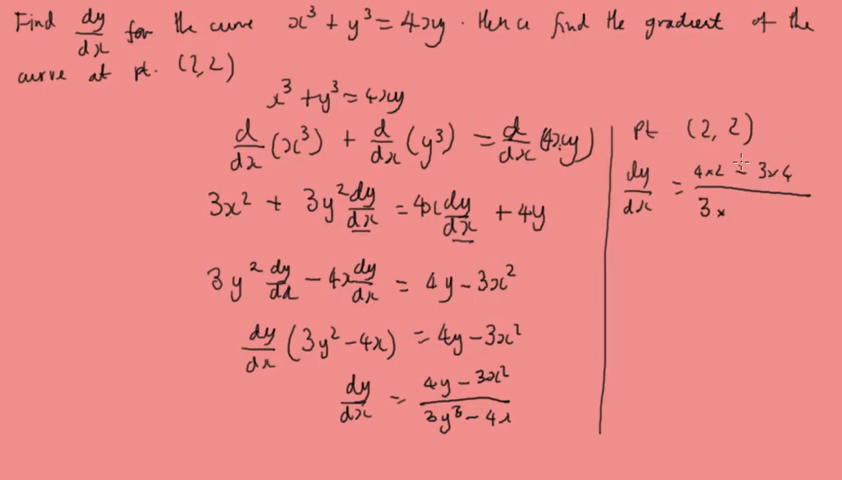 Find dy/dx for the curve x³ + y³ = 4xy. Hence find the gradient of the
curve at pt. (2,2)
x³ + y³ = 4xy
d/dx (x³) + d/dx (y³) = d/dx (4xy)
3x² + 3y² dy/dx = 4x dy/dx + 4y
3y² dy/dx - 4x dy/dx = 4y - 3x²
dy/dx (3y² - 4x) = 4y - 3x²
dy/dx = (4y - 3x²)/(3y³ - 4x)
pt (2, 2)
dy/dx = (4×2 - 3×4)/(3×